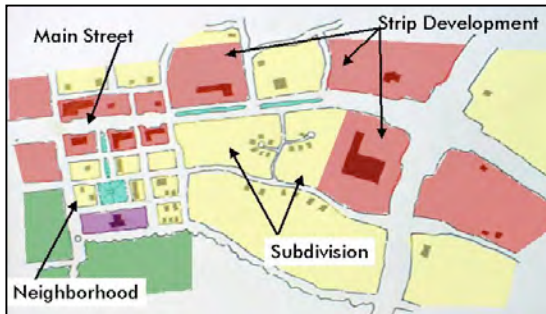 Strip Development
Main Street
Subdivision
Neighborhood